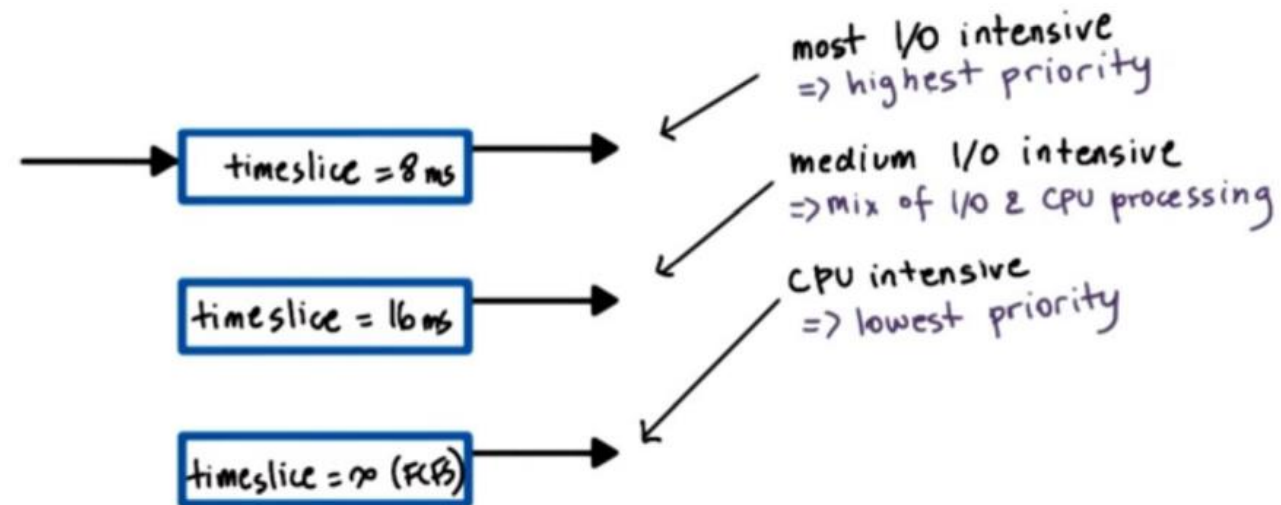 most I/O intensive
=> highest priority
timeslice = 8 ms
medium I/O intensive
=> mix of I/O & CPU processing
timeslice = 16 ms
CPU intensive
=> lowest priority
timeslice = ∞ (FCFS)